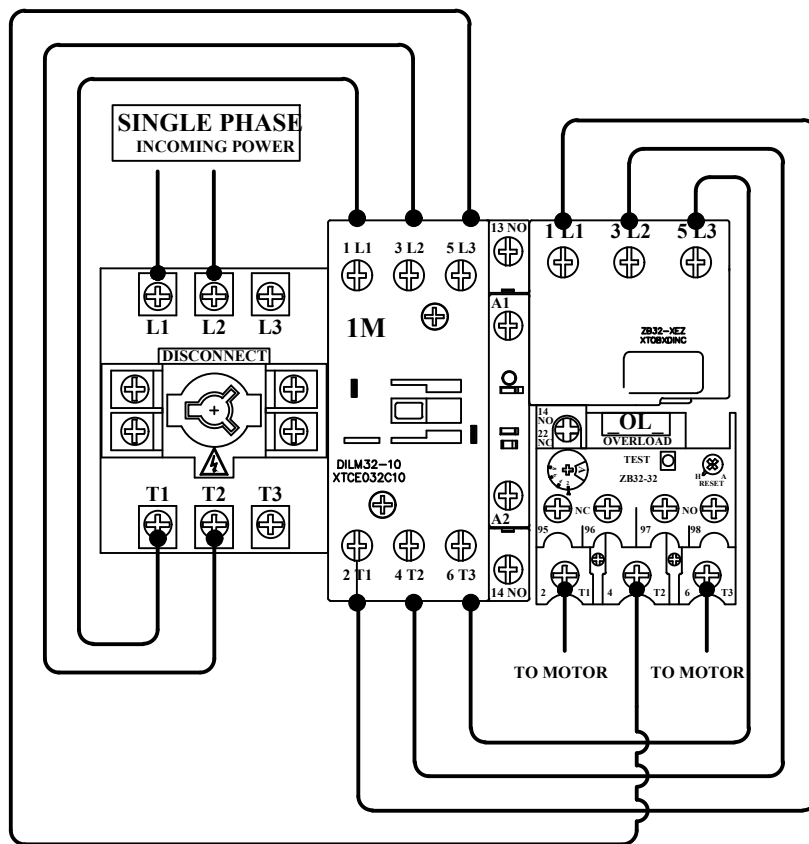 SINGLE PHASE
INCOMING POWER
L1 L2 L3
DISCONNECT
T1 T2 T3
1 L1 3 L2 5 L3
1M
DILM32-10
XTCE032C10
2 T1 4 T2 6 T3
13 NO
A1
A2
14 NO
1 L1 3 L2 5 L3
ZB32-XEZ
XTOBXDINC
14
NO
22
NC
OL
OVERLOAD
TEST
ZB32-32
H A
RESET
NC NO
95 96 97 98
2 T1 4 T2 6 T3
TO MOTOR TO MOTOR